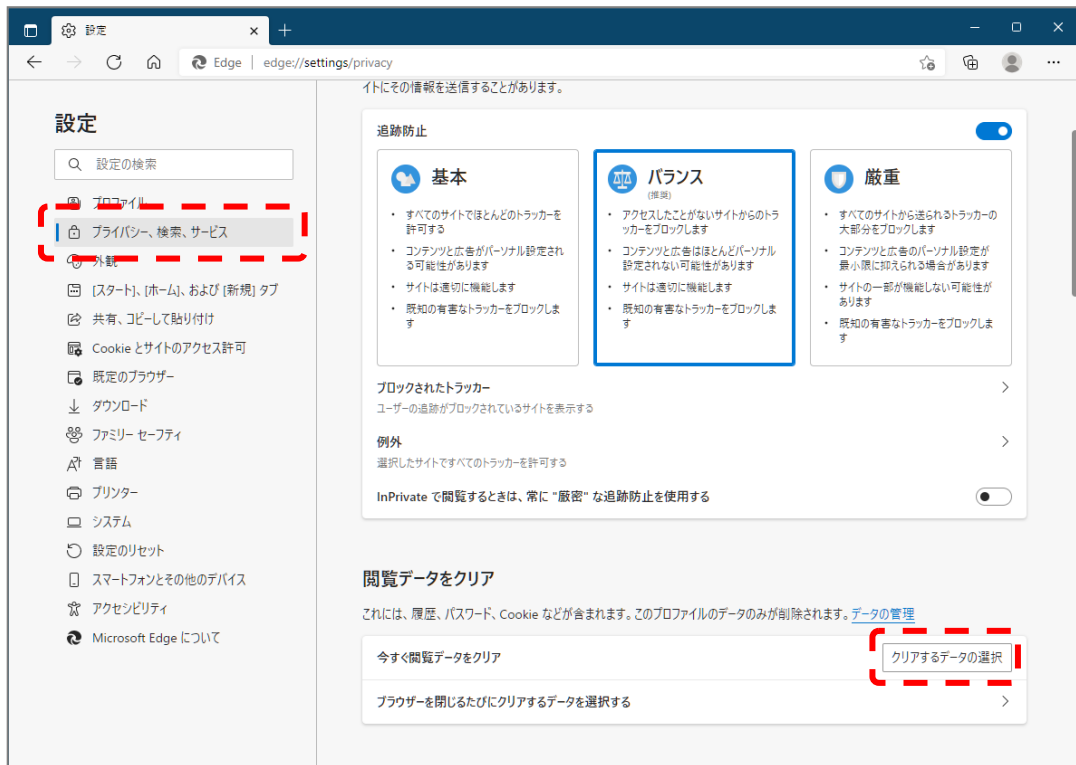 設定
Edge | edge://settings/privacy
設定
設定の検索
プロファイル
プライバシー、検索、サービス
外観
[スタート]、[ホーム]、および [新規] タブ
共有、コピーして貼り付け
Cookie とサイトのアクセス許可
既定のブラウザー
ダウンロード
ファミリー セーフティ
言語
プリンター
システム
設定のリセット
スマートフォンとその他のデバイス
アクセシビリティ
Microsoft Edge について
イトにその情報を送信することがあります。
追跡防止
基本
• すべてのサイトでほとんどのトラッカーを
許可する
• コンテンツと広告がパーソナル設定され
る可能性があります
• サイトは適切に機能します
• 既知の有害なトラッカーをブロックしま
す
バランス
(推奨)
• アクセスしたことがないサイトからのトラ
ッカーをブロックします
• コンテンツと広告はほとんどパーソナル
設定されない可能性があります
• サイトは適切に機能します
• 既知の有害なトラッカーをブロックしま
す
厳重
• すべてのサイトから送られるトラッカーの
大部分をブロックします
• コンテンツと広告のパーソナル設定が
最小限に抑えられる場合があります
• サイトの一部が機能しない可能性が
あります
• 既知の有害なトラッカーをブロックしま
す
ブロックされたトラッカー
ユーザーの追跡がブロックされているサイトを表示する
例外
選択したサイトですべてのトラッカーを許可する
InPrivate で閲覧するときは、常に "厳密" な追跡防止を使用する
閲覧データをクリア
これには、履歴、パスワード、Cookie などが含まれます。このプロファイルのデータのみが削除されます。データの管理
今すぐ閲覧データをクリア
クリアするデータの選択
ブラウザーを閉じるたびにクリアするデータを選択する